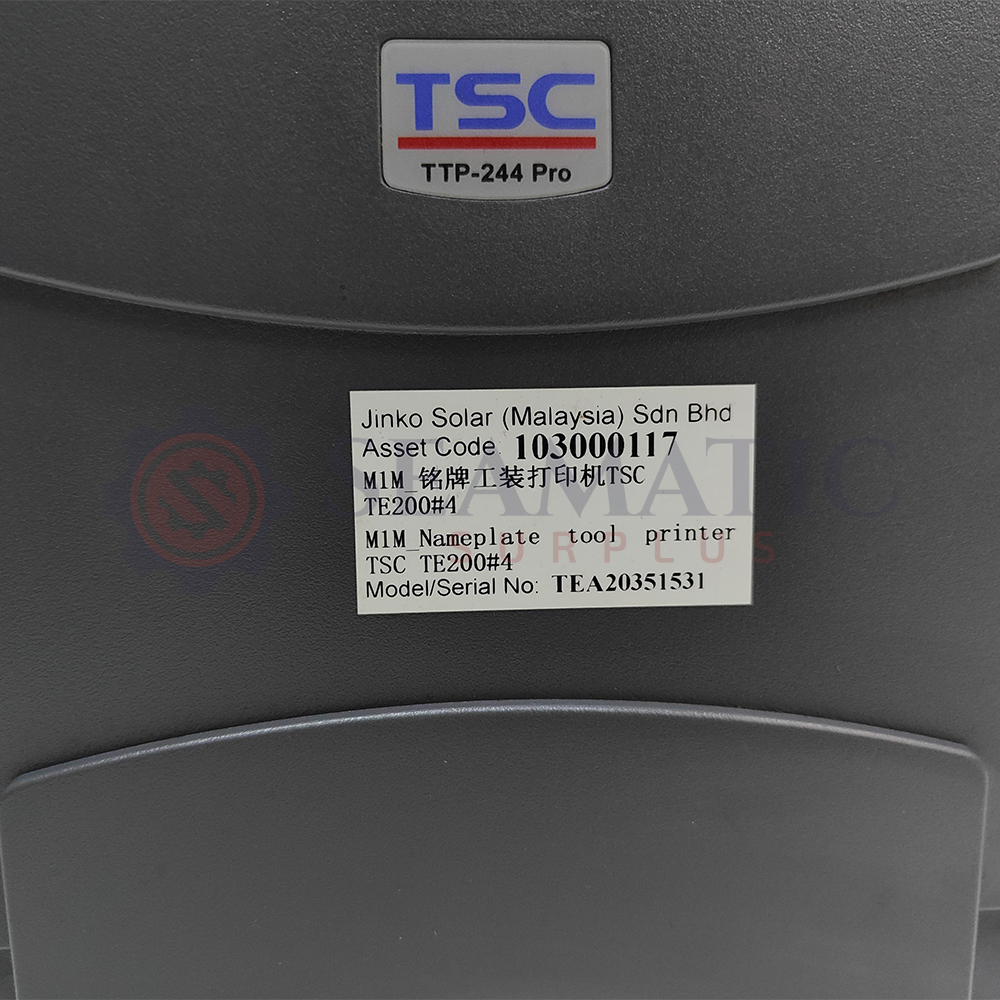 TSC
TTP-244 Pro
Jinko Solar (Malaysia) Sdn Bhd
Asset Code. 103000117
M1M_铭牌工装打印机TSC
TE200#4
M1M_Nameplate tool printer
TSC TE200#4
Model/Serial No: TEA20351531
SEAMATIC
SURPLUS